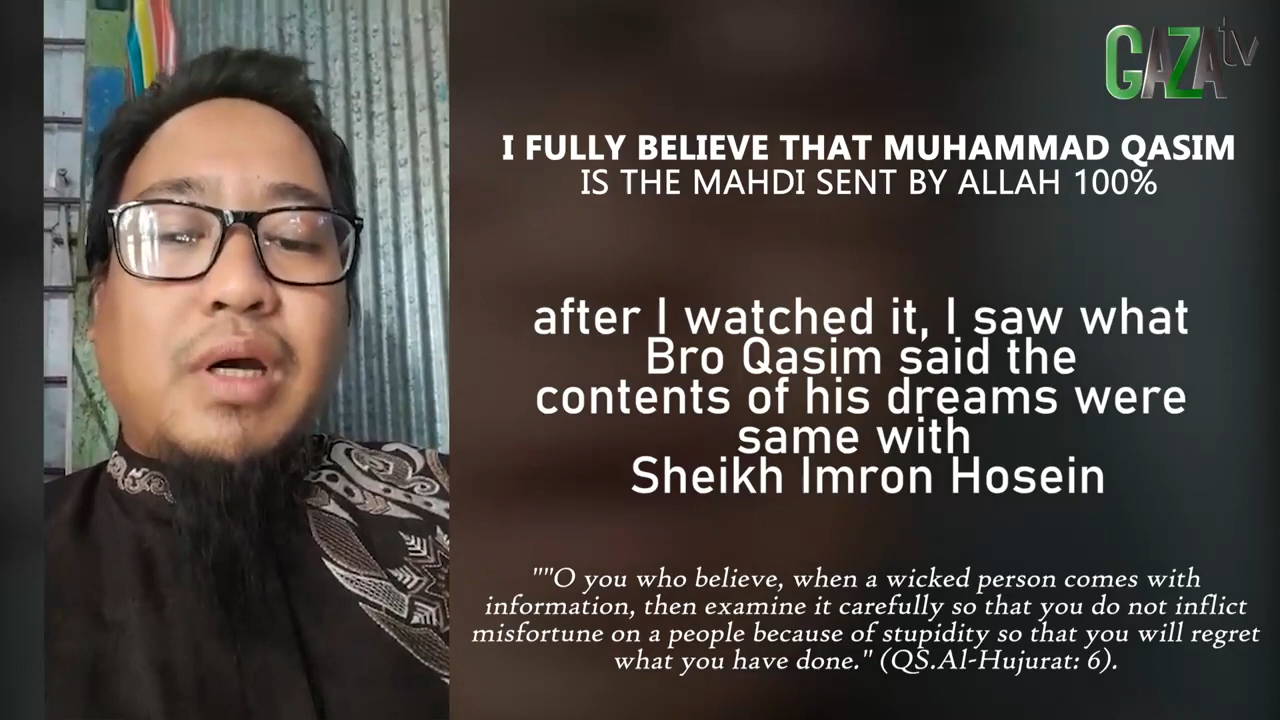 GAZA tv
I FULLY BELIEVE THAT MUHAMMAD QASIM
IS THE MAHDI SENT BY ALLAH 100%
after I watched it, I saw what
Bro Qasim said the
contents of his dreams were
same with
Sheikh Imron Hosein
""O you who believe, when a wicked person comes with
information, then examine it carefully so that you do not inflict
misfortune on a people because of stupidity so that you will regret
what you have done." (QS.Al-Hujurat: 6).